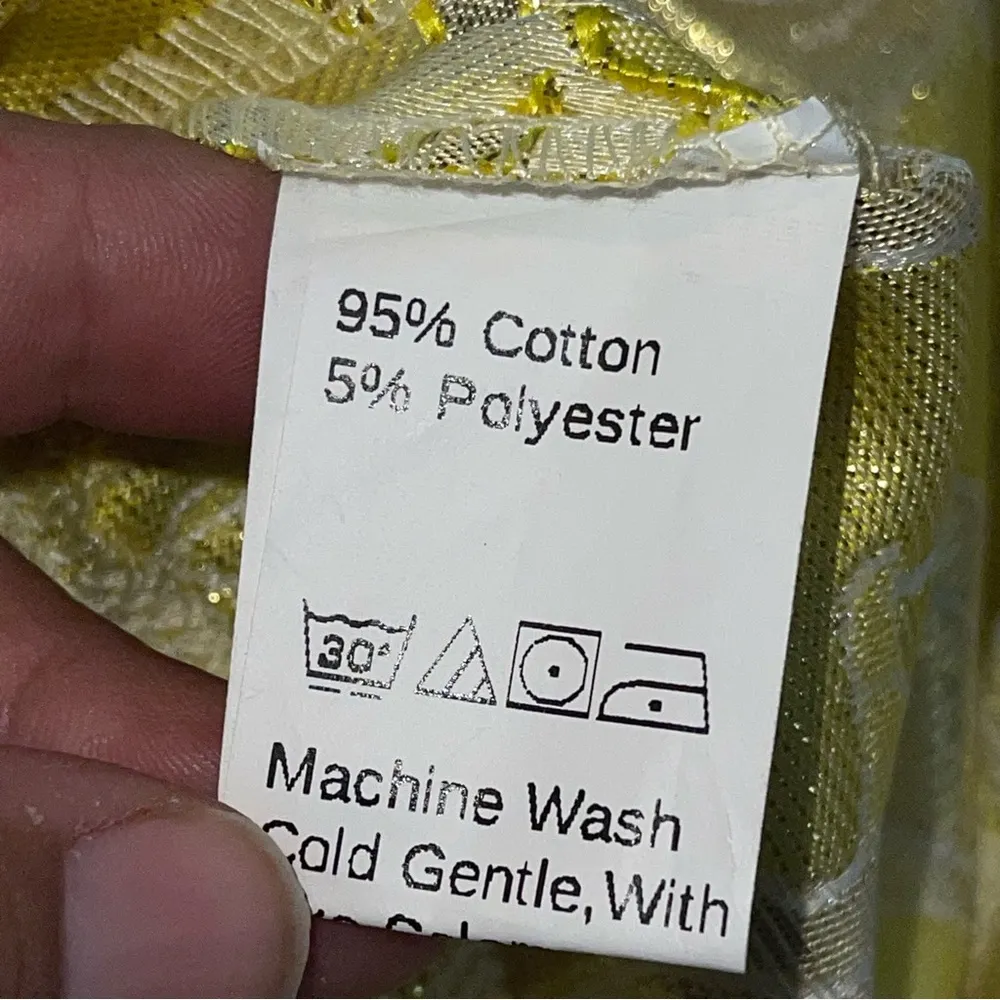 95% Cotton
5% Polyester
30°
Machine Wash
Cold Gentle, With